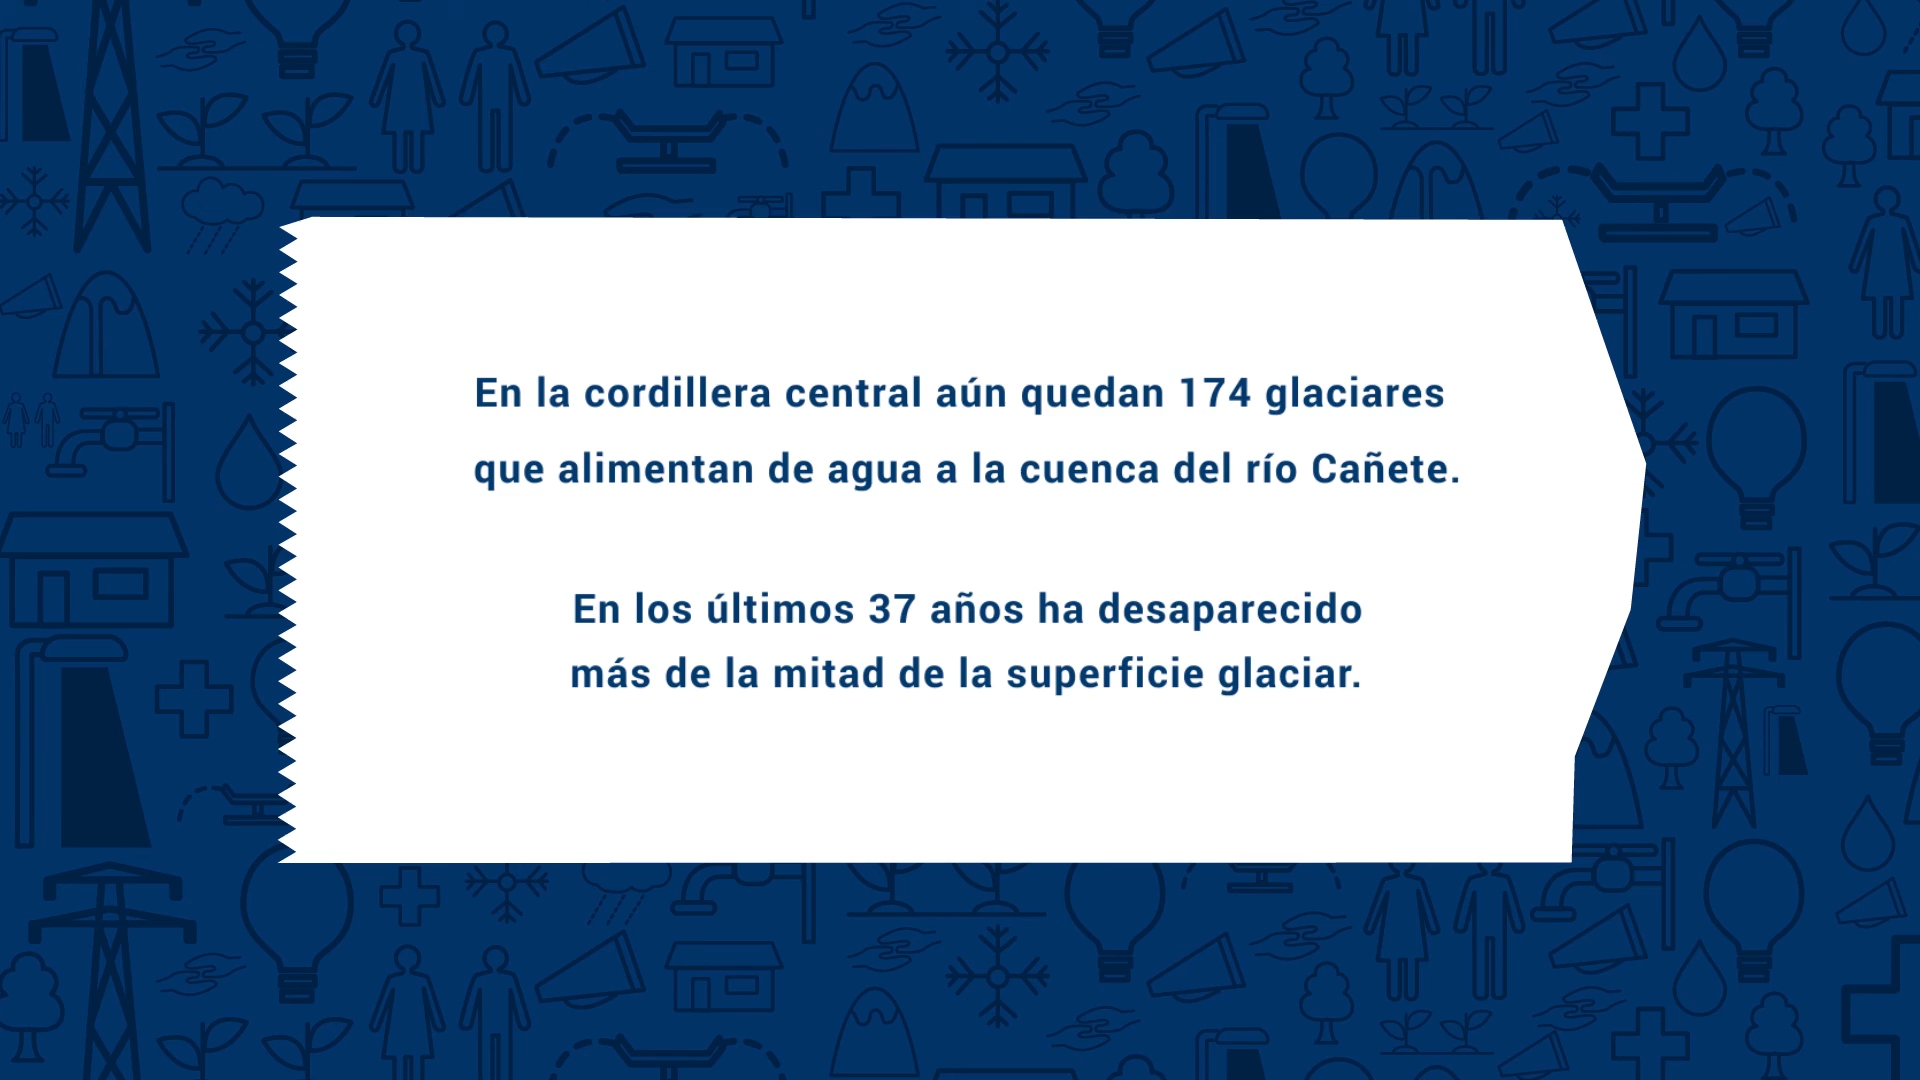 En la cordillera central aún quedan 174 glaciares
que alimentan de agua a la cuenca del río Cañete.
En los últimos 37 años ha desaparecido
más de la mitad de la superficie glaciar.